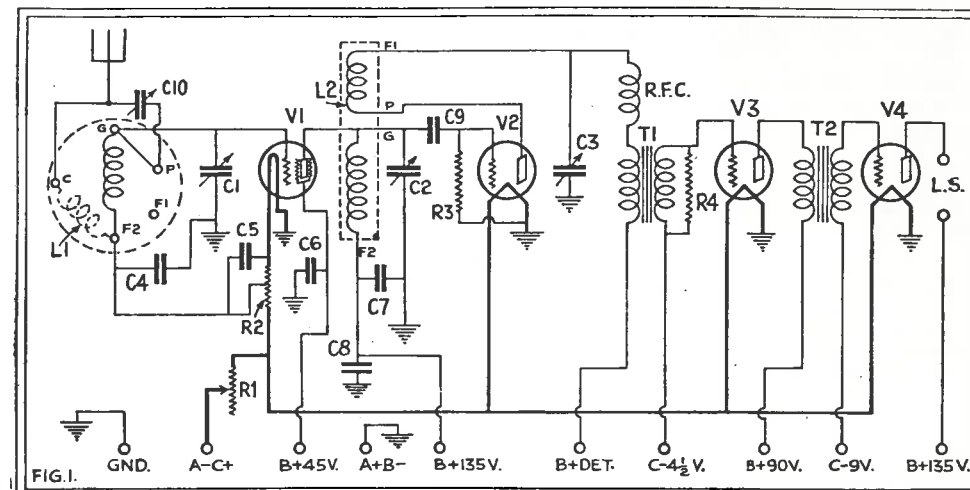 C10
F1
R.F.C.
L2
P
V1
G
C9
V2
V3
V4
G
P
C
C1
C2
C3
T1
T2
L.S.
R3
R4
F1
F2
L1
C5
C6
F2
C4
C7
R2
C8
R1
GND.
A-C+
B+45V.
A+B-
B+135V.
B+DET.
C-4½V.
B+90V.
C-9V.
B+135V.
FIG.1.